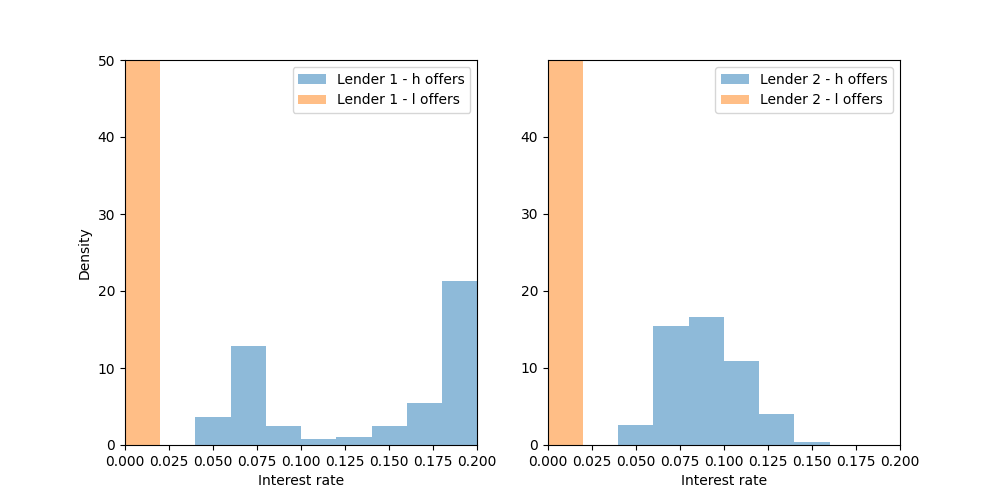 50
40
30
20
10
0
Density
Lender 1 - h offers
Lender 1 - l offers
0.000 0.025 0.050 0.075 0.100 0.125 0.150 0.175 0.200
Interest rate
40
30
20
10
0
Lender 2 - h offers
Lender 2 - l offers
0.000 0.025 0.050 0.075 0.100 0.125 0.150 0.175 0.200
Interest rate